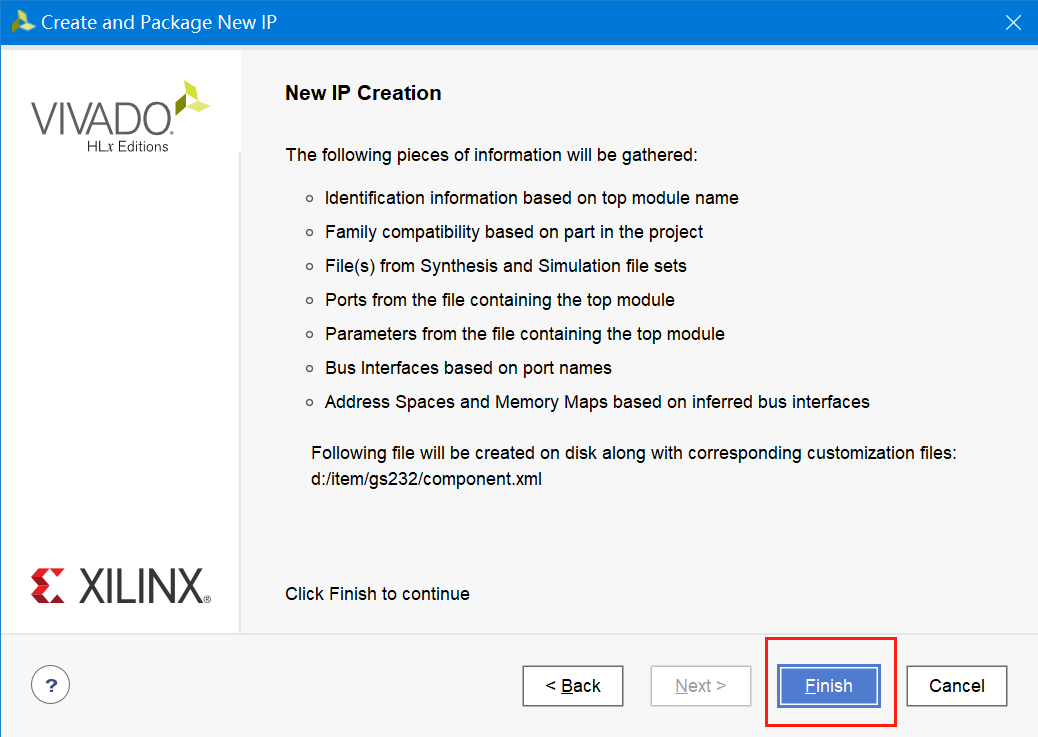 Create and Package New IP
VIVADO.
HLx Editions
New IP Creation
The following pieces of information will be gathered:
Identification information based on top module name
Family compatibility based on part in the project
File(s) from Synthesis and Simulation file sets
Ports from the file containing the top module
Parameters from the file containing the top module
Bus Interfaces based on port names
Address Spaces and Memory Maps based on inferred bus interfaces
Following file will be created on disk along with corresponding customization files:
d:/item/gs232/component.xml
XILINX®
Click Finish to continue
?
< Back
Next >
Finish
Cancel